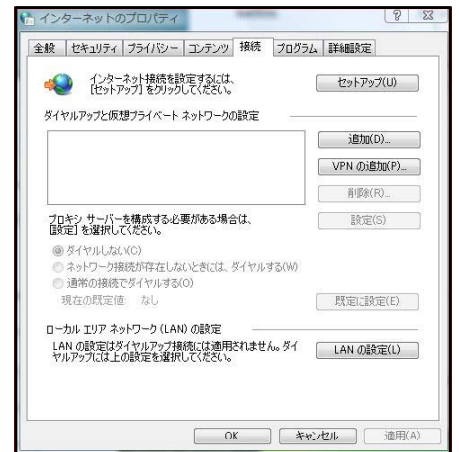 インターネットのプロパティ
全般 セキュリティ プライバシー コンテンツ 接続 プログラム 詳細設定
インターネット接続を設定するには、
[セットアップ] をクリックしてください。
セットアップ(U)
ダイヤルアップと仮想プライベート ネットワークの設定
追加(D)...
VPN の追加(P)...
削除(R)...
プロキシ サーバーを構成する必要がある場合は、
[設定] を選択してください。
設定(S)
ダイヤルしない(C)
ネットワーク接続が存在しないときには、ダイヤルする(W)
通常の接続でダイヤルする(O)
現在の既定値 なし
既定に設定(E)
ローカル エリア ネットワーク (LAN) の設定
LAN の設定はダイヤルアップ接続には適用されません。ダイ
ヤルアップには上の設定を選択してください。
LAN の設定(L)
OK キャンセル 適用(A)